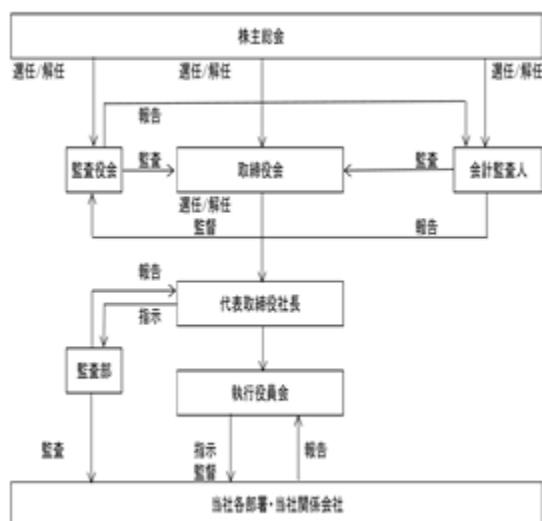 株主総会
選任/解任
選任/解任
選任/解任
報告
監査役会
監査
取締役会
監査
会計監査人
選任/解任
監督
報告
報告
代表取締役社長
指示
監査部
執行役員会
監査
指示
監督
報告
当社各部署・当社関係会社